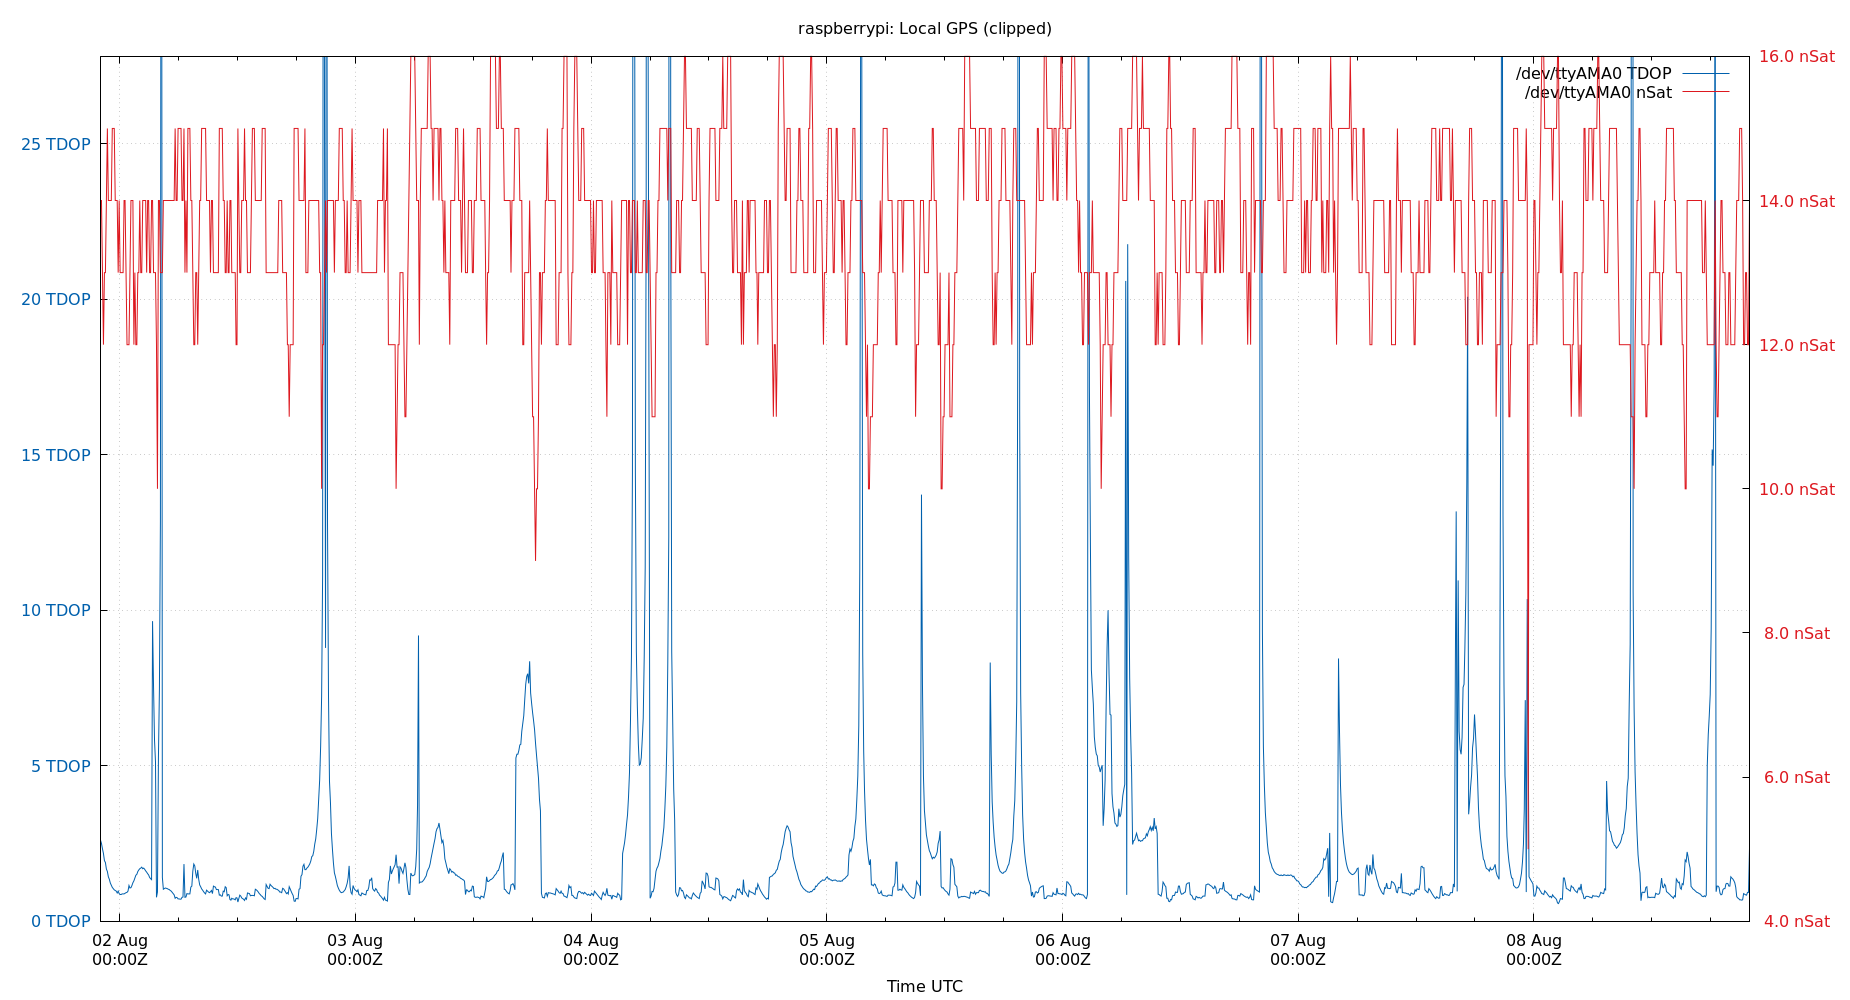 raspberrypi: Local GPS (clipped)
16.0 nSat
/dev/ttyAMA0 TDOP
/dev/ttyAMA0 nSat
25 TDOP
14.0 nSat
20 TDOP
12.0 nSat
15 TDOP
10.0 nSat
10 TDOP
8.0 nSat
5 TDOP
6.0 nSat
0 TDOP
4.0 nSat
02 Aug
00:00Z
03 Aug
00:00Z
04 Aug
00:00Z
05 Aug
00:00Z
06 Aug
00:00Z
07 Aug
00:00Z
08 Aug
00:00Z
Time UTC